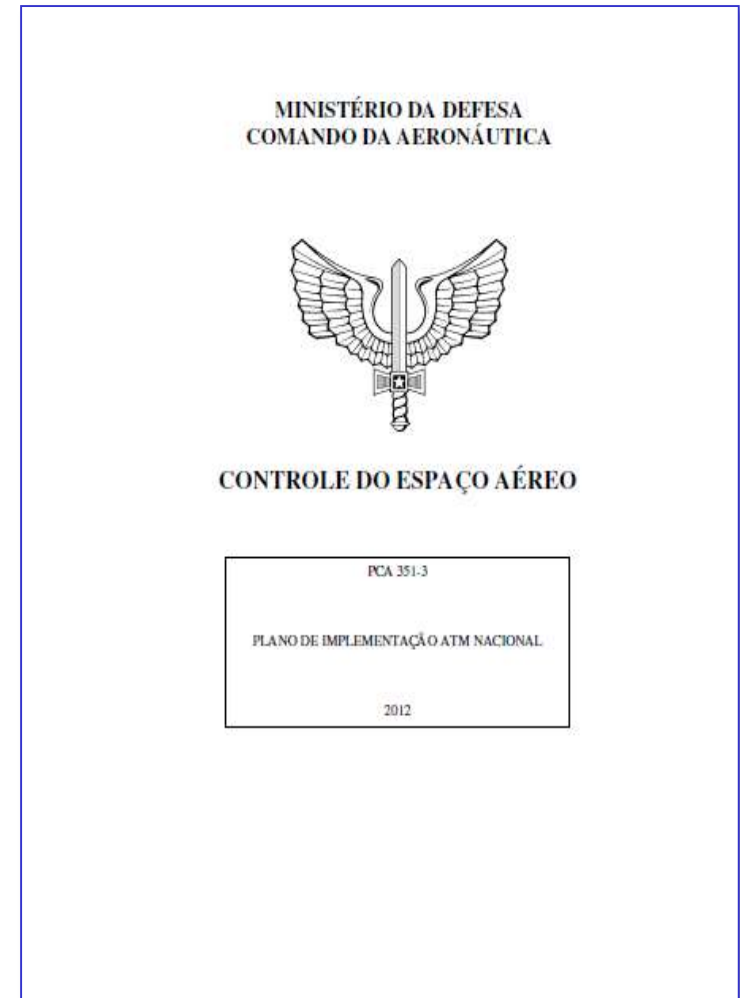 MINISTÉRIO DA DEFESA
COMANDO DA AERONÁUTICA
CONTROLE DO ESPAÇO AÉREO
PCA 351-3
PLANO DE IMPLEMENTAÇÃO ATM NACIONAL
2012